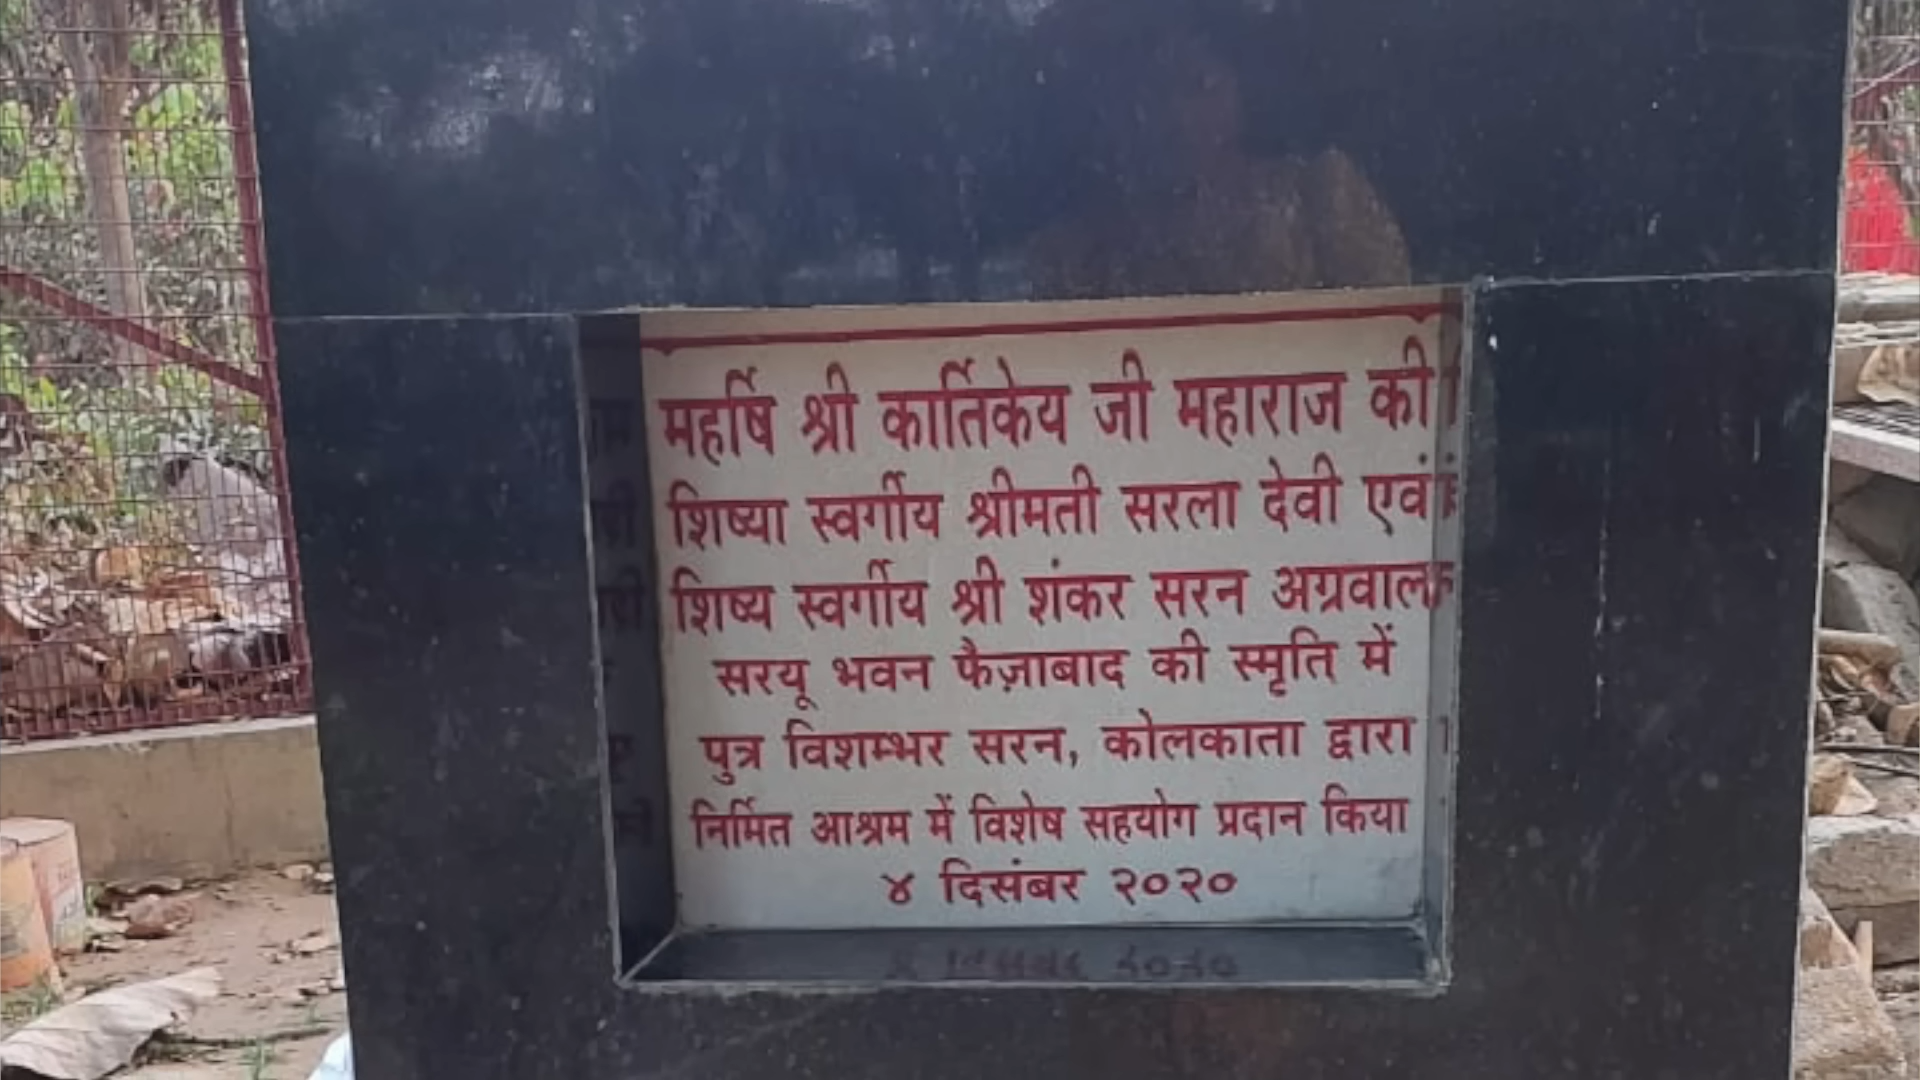 महर्षि श्री कार्तिकेय जी महाराज की
शिष्या स्वर्गीय श्रीमती सरला देवी एवं
शिष्य स्वर्गीय श्री शंकर सरन अग्रवाल
सरयू भवन फैज़ाबाद की स्मृति में
पुत्र विशम्भर सरन, कोलकाता द्वारा
निर्मित आश्रम में विशेष सहयोग प्रदान किया
४ दिसंबर २०२०